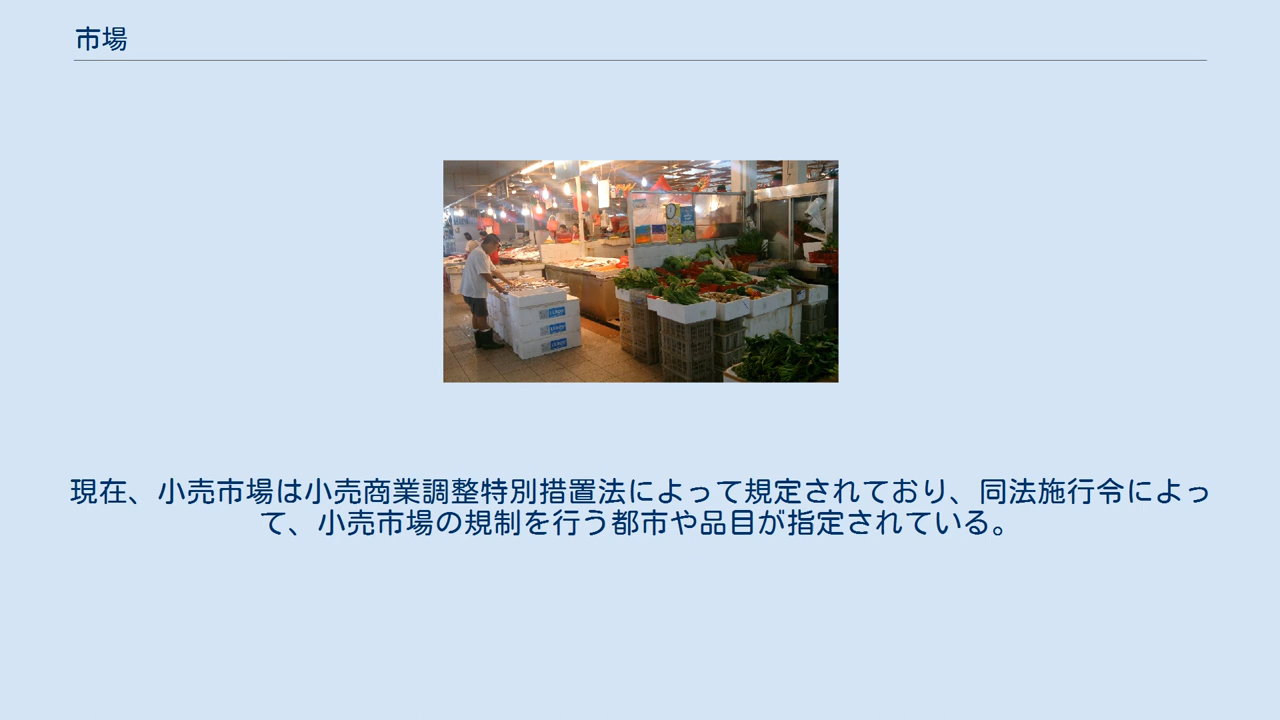 市場
現在、小売市場は小売商業調整特別措置法によって規定されており、同法施行令によっ
て、小売市場の規制を行う都市や品目が指定されている。